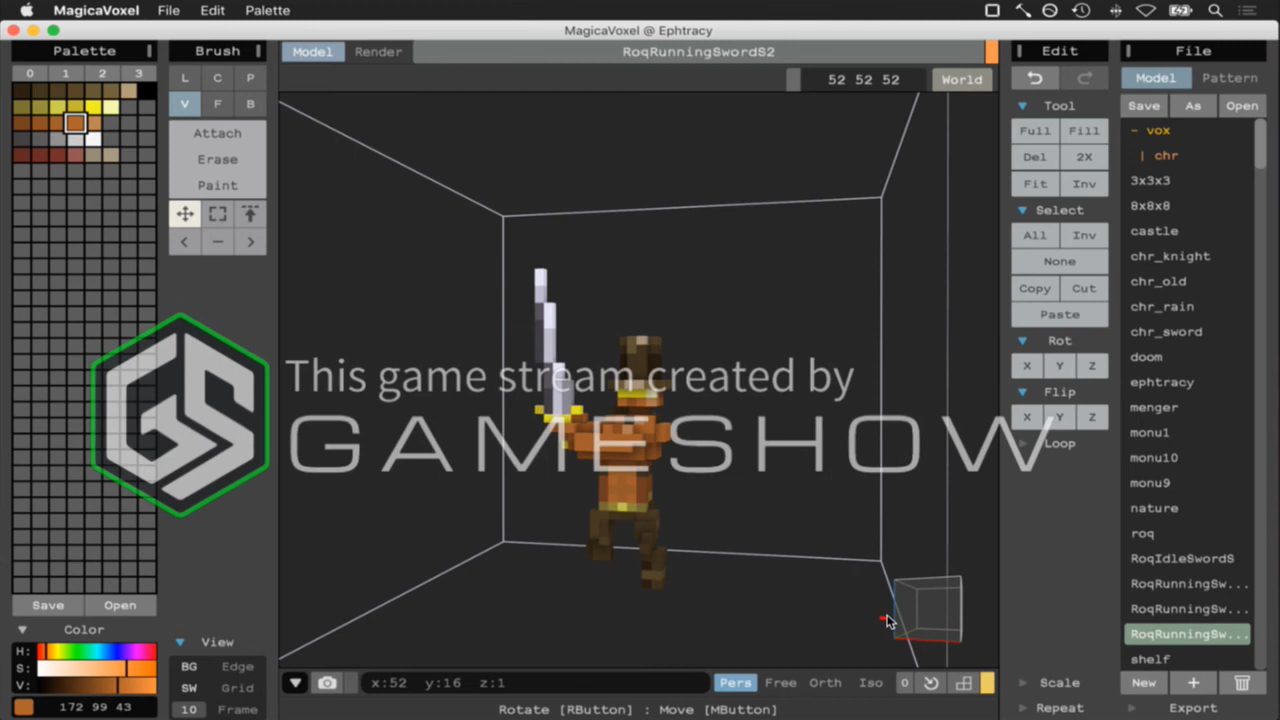 MagicaVoxel File Edit Palette
MagicaVoxel @ Ephtracy
Palette
0 1 2 3
Save Open
Color
H:
S:
V:
172 99 43
Brush
L C P
V F B
Attach
Erase
Paint
View
BG Edge
SW Grid
10 Frame
Model Render RoqRunningSwordS2
52 52 52 World
This game stream created by
GAMESHOW
GS
x:52 y:16 z:1
Pers Free Orth Iso 0
Rotate [RButton] : Move [MButton]
Edit
Tool
Full Fill
Del 2X
Fit Inv
Select
All Inv
None
Copy Cut
Paste
Rot
X Y Z
Flip
X Y Z
Loop
Scale
Repeat
File
Model Pattern
Save As Open
- vox
| chr
3x3x3
8x8x8
castle
chr_knight
chr_old
chr_rain
chr_sword
doom
ephtracy
menger
monu1
monu10
monu9
nature
roq
RoqIdleSwordS
RoqRunningSw...
RoqRunningSw...
RoqRunningSw...
shelf
New +
Export